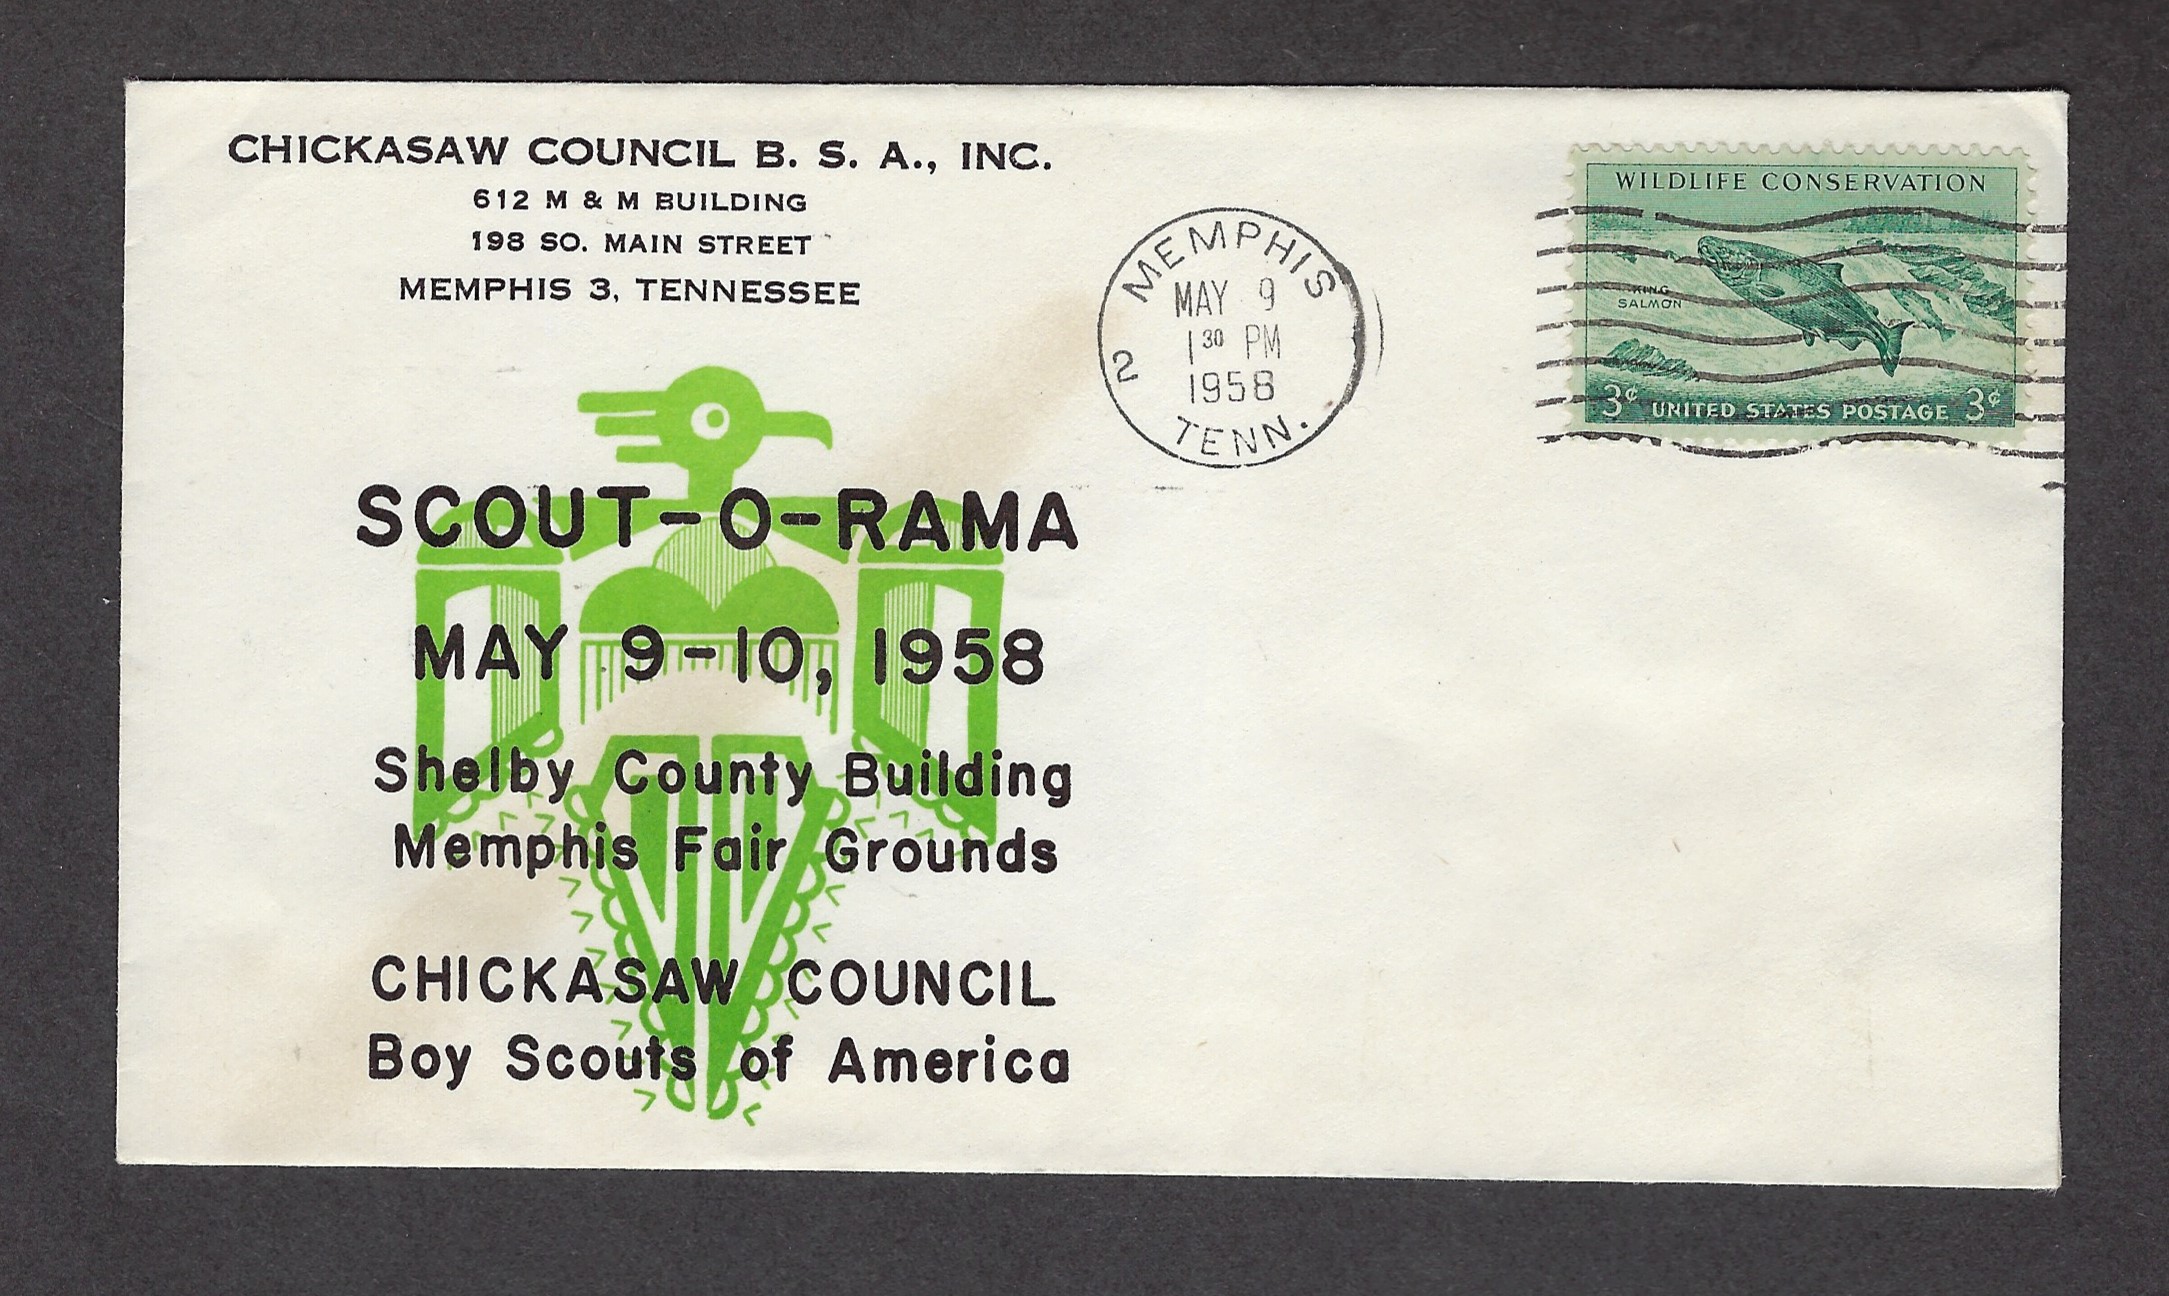 CHICKASAW COUNCIL B. S. A., INC.
612 M & M BUILDING
198 SO. MAIN STREET
MEMPHIS 3, TENNESSEE
MEMPHIS
MAY 9
1 30 PM
1958
2
TENN.
WILDLIFE CONSERVATION
KING
SALMON
3¢ UNITED STATES POSTAGE 3¢
SCOUT-O-RAMA
MAY 9-10, 1958
Shelby County Building
Memphis Fair Grounds
CHICKASAW COUNCIL
Boy Scouts of America